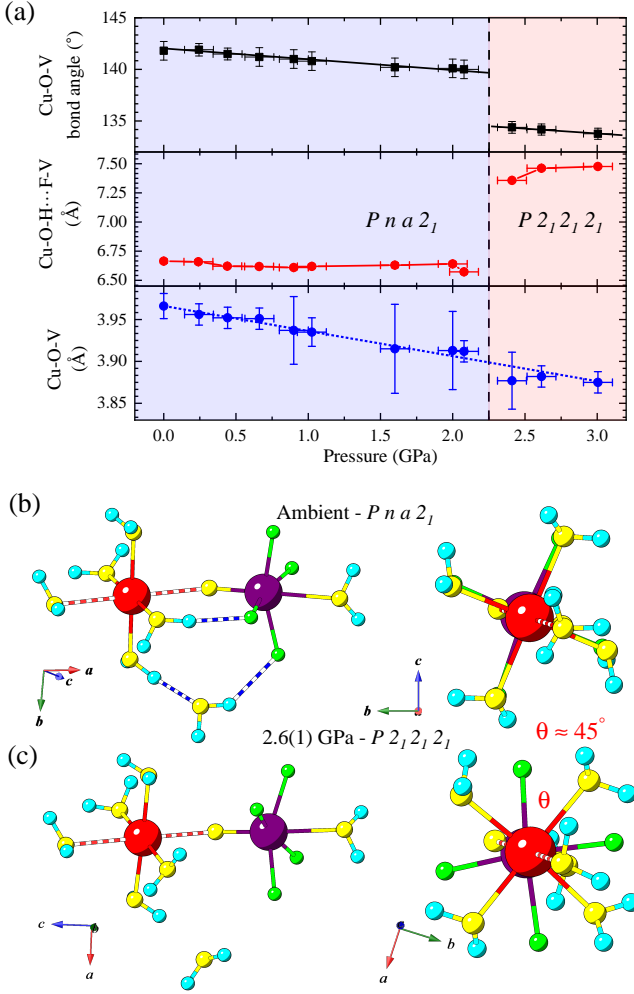 (a)
145
140
135
Cu-O-V
bond angle (°)
7.50
7.25
7.00
6.75
6.50
Cu-O-H···F-V
(Å)
P n a 2₁
P 2₁ 2₁ 2₁
3.95
3.90
3.85
Cu-O-V
(Å)
0.0 0.5 1.0 1.5 2.0 2.5 3.0
Pressure (GPa)
(b)
Ambient - P n a 2₁
a
c
b
c
b
a
2.6(1) GPa - P 2₁ 2₁ 2₁
θ ≈ 45°
(c)
θ
c
b
a
b
a